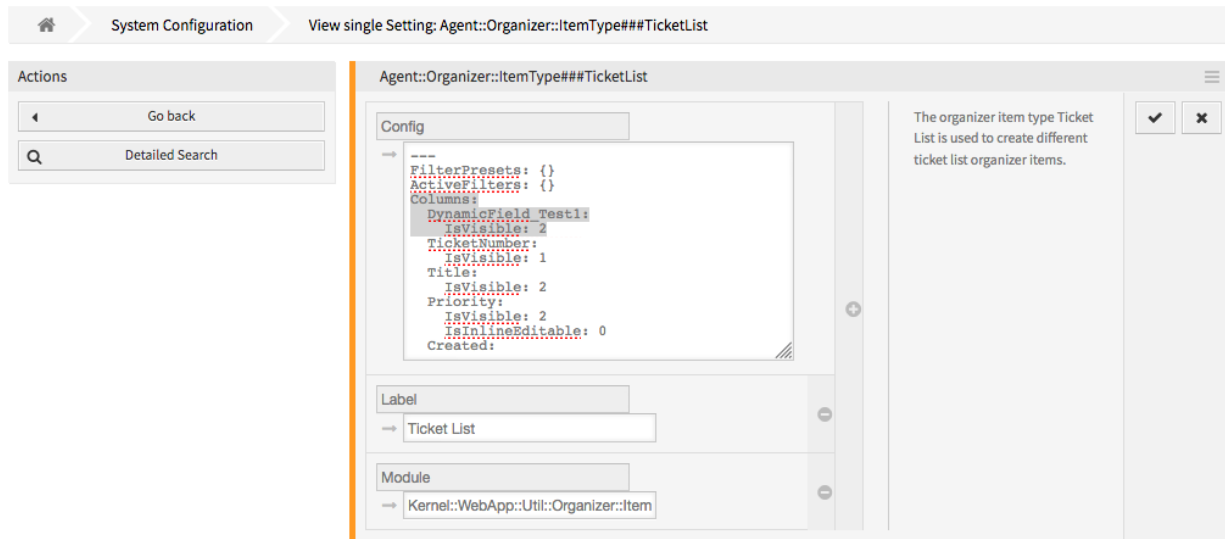 System Configuration
View single Setting: Agent::Organizer::ItemType###TicketList
Actions
Go back
Detailed Search
Agent::Organizer::ItemType###TicketList
Config
---
FilterPresets: {}
ActiveFilters: {}
Columns:
DynamicField_Test1:
IsVisible: 2
TicketNumber:
IsVisible: 1
Title:
IsVisible: 2
Priority:
IsVisible: 2
IsInlineEditable: 0
Created:
Label
Ticket List
Module
Kernel::WebApp::Util::Organizer::Item
The organizer item type Ticket
List is used to create different
ticket list organizer items.